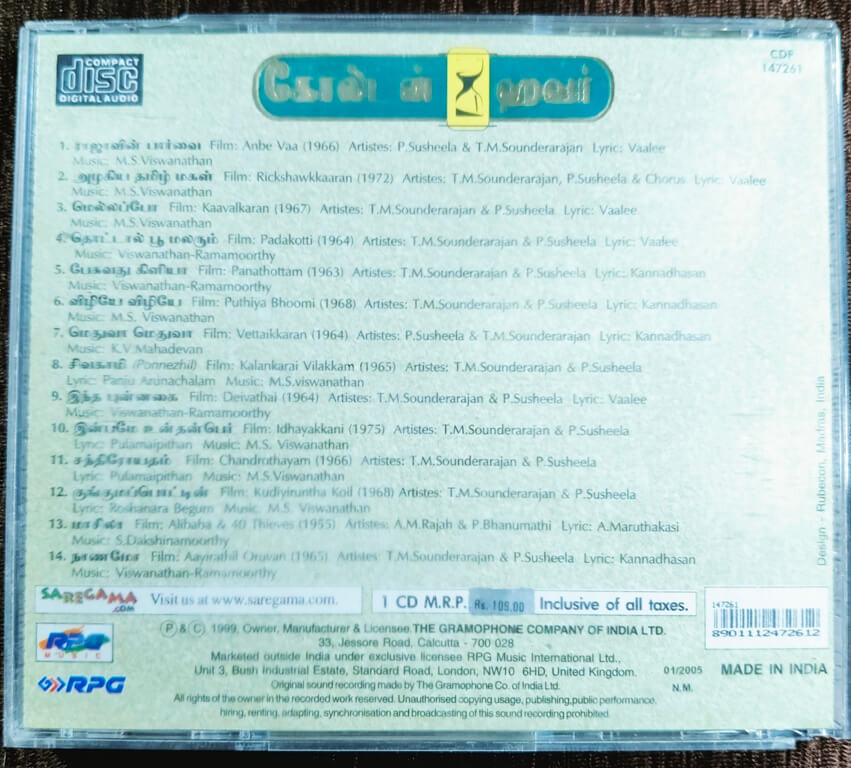 COMPACT
disc
DIGITAL AUDIO
கோல்டன் ஹவர்
CDF
147261
1. ராஜாவின் பார்வை Film: Anbe Vaa (1966) Artistes: P.Susheela & T.M.Sounderarajan Lyric: Vaalee
Music: M.S.Viswanathan
2. அழகிய தமிழ் மகள் Film: Rickshawkkaaran (1972) Artistes: T.M.Sounderarajan, P.Susheela & Chorus Lyric: Vaalee
Music: M.S.Viswanathan
3. மெல்லப்போ Film: Kaavalkaran (1967) Artistes: T.M.Sounderarajan & P.Susheela Lyric: Vaalee
Music: M.S.Viswanathan
4. தொட்டால் பூ மலரும் Film: Padakotti (1964) Artistes: T.M.Sounderarajan & P.Susheela Lyric: Vaalee
Music: Viswanathan-Ramamoorthy
5. பேசுவது கிளியா Film: Panathottam (1963) Artistes: T.M.Sounderarajan & P.Susheela Lyric: Kannadhasan
Music: Viswanathan-Ramamoorthy
6. விழியே விழியே Film: Puthiya Bhoomi (1968) Artistes: T.M.Sounderarajan & P.Susheela Lyric: Kannadhasan
Music: M.S. Viswanathan
7. மெதுவா மெதுவா Film: Vettaikkaran (1964) Artistes: P.Susheela & T.M.Sounderarajan Lyric: Kannadhasan
Music: K.V.Mahadevan
8. சிவகாமி (Ponnezhil) Film: Kalankarai Vilakkam (1965) Artistes: T.M.Sounderarajan & P.Susheela
Lyric: Panju Arunachalam Music: M.S.viswanathan
9. இந்த புன்னகை Film: Deivathai (1964) Artistes: T.M.Sounderarajan & P.Susheela Lyric: Vaalee
Music: Viswanathan-Ramamoorthy
10. இன்பமே உன்தன்பேர் Film: Idhayakkani (1975) Artistes: T.M.Sounderarajan & P.Susheela
Lyric: Pulamaipithan Music: M.S. Viswanathan
11. சந்திரோயதம் Film: Chandrothayam (1966) Artistes: T.M.Sounderarajan & P.Susheela
Lyric: Pulamaipithan Music: M.S.Viswanathan
12. குங்குமப்பொட்டின் Film: Kudiyiruntha Koil (1968) Artistes: T.M.Sounderarajan & P.Susheela
Lyric: Roshanara Begum Music: M.S. Viswanathan
13. மாசிலா Film: Alibaba & 40 Thieves (1955) Artistes: A.M.Rajah & P.Bhanumathi Lyric: A.Maruthakasi
Music: S.Dakshinamoorthy
14. நாணமோ Film: Aayirathil Oruvan (1965) Artistes: T.M.Sounderarajan & P.Susheela Lyric: Kannadhasan
Music: Viswanathan-Ramamoorthy
Design - Rubecon, Madras, India
SAREGAMA.COM Visit us at www.saregama.com.
1 CD M.R.P. Rs. 109.00 Inclusive of all taxes.
147261
8901112472612
RPG
MUSIC
RPG
℗ & © 1999, Owner, Manufacturer & Licensee THE GRAMOPHONE COMPANY OF INDIA LTD.
33, Jessore Road, Calcutta - 700 028
Marketed outside India under exclusive licensee RPG Music International Ltd.,
Unit 3, Bush Industrial Estate, Standard Road, London, NW10 6HD, United Kingdom.
Original sound recording made by The Gramophone Co. of India Ltd.
All rights of the owner in the recorded work reserved. Unauthorised copying usage, publishing,public performance,
hiring, renting, adapting, synchronisation and broadcasting of this sound recording prohibited.
01/2005
N.M.
MADE IN INDIA